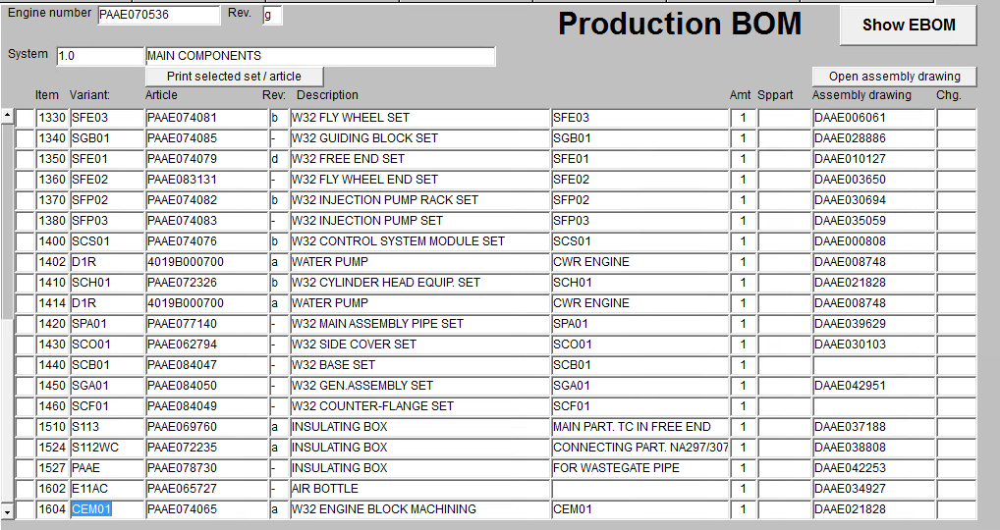 Engine number PAAE070536 Rev. g
Production BOM
Show EBOM
System 1.0 MAIN COMPONENTS
Print selected set / article Open assembly drawing
Item Variant: Article Rev: Description Amt Sppart Assembly drawing Chg.
1330 SFE03 PAAE074081 b W32 FLY WHEEL SET SFE03 1 DAAE006061
1340 SGB01 PAAE074085 - W32 GUIDING BLOCK SET SGB01 1 DAAE028886
1350 SFE01 PAAE074079 d W32 FREE END SET SFE01 1 DAAE010127
1360 SFE02 PAAE083131 - W32 FLY WHEEL END SET SFE02 1 DAAE003650
1370 SFP02 PAAE074082 b W32 INJECTION PUMP RACK SET SFP02 1 DAAE030694
1380 SFP03 PAAE074083 - W32 INJECTION PUMP SET SFP03 1 DAAE035059
1400 SCS01 PAAE074076 b W32 CONTROL SYSTEM MODULE SET SCS01 1 DAAE000808
1402 D1R 4019B000700 a WATER PUMP CWR ENGINE 1 DAAE008748
1410 SCH01 PAAE072326 b W32 CYLINDER HEAD EQUIP. SET SCH01 1 DAAE021828
1414 D1R 4019B000700 a WATER PUMP CWR ENGINE 1 DAAE008748
1420 SPA01 PAAE077140 - W32 MAIN ASSEMBLY PIPE SET SPA01 1 DAAE039629
1430 SCO01 PAAE062794 - W32 SIDE COVER SET SCO01 1 DAAE030103
1440 SCB01 PAAE084047 - W32 BASE SET SCB01 1
1450 SGA01 PAAE084050 - W32 GEN.ASSEMBLY SET SGA01 1 DAAE042951
1460 SCF01 PAAE084049 - W32 COUNTER-FLANGE SET SCF01 1
1510 S113 PAAE069760 a INSULATING BOX MAIN PART. TC IN FREE END 1 DAAE037188
1524 S112WC PAAE072235 a INSULATING BOX CONNECTING PART. NA297/307 1 DAAE038808
1527 PAAE PAAE078730 - INSULATING BOX FOR WASTEGATE PIPE 1 DAAE042253
1602 E11AC PAAE065727 - AIR BOTTLE 1 DAAE034927
1604 CEM01 PAAE074065 a W32 ENGINE BLOCK MACHINING CEM01 1 DAAE021828